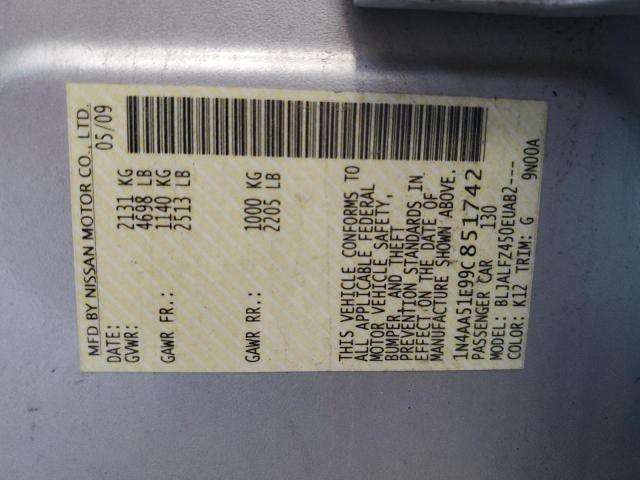 MFD BY NISSAN MOTOR CO., LTD.
DATE: 05/09
GVWR: 2131 KG
4698 LB
GAWR FR.: 1140 KG
2513 LB
GAWR RR.: 1000 KG
2205 LB
THIS VEHICLE CONFORMS TO
ALL APPLICABLE FEDERAL
MOTOR VEHICLE SAFETY,
BUMPER, AND THEFT
PREVENTION STANDARDS IN
EFFECT ON THE DATE OF
MANUFACTURE SHOWN ABOVE.
1N4AA51E99C851742
PASSENGER CAR 130
MODEL: BLJALFZ450EUAB2---
COLOR: K12 TRIM: G 9N00A